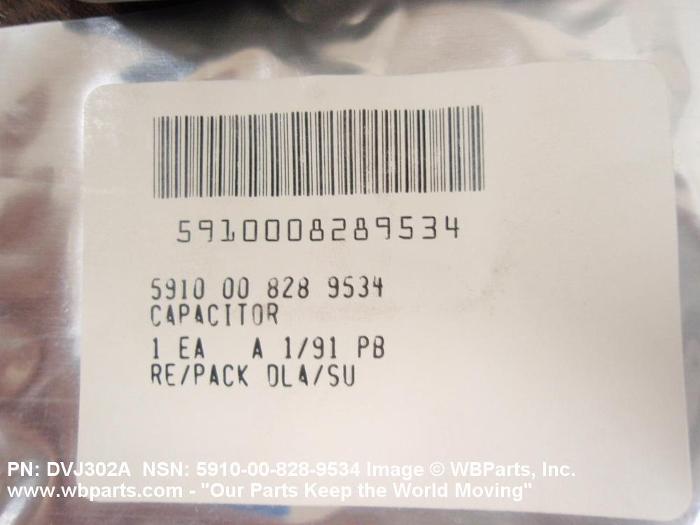 5910008289534
5910 00 828 9534
CAPACITOR
1 EA A 1/91 PB
RE/PACK DLA/SU
PN: DVJ302A NSN: 5910-00-828-9534 Image © WBParts, Inc.
www.wbparts.com - "Our Parts Keep the World Moving"